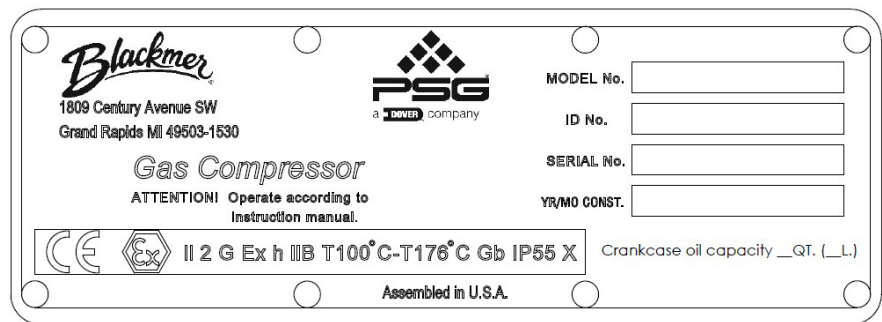 Blackmer
1809 Century Avenue SW
Grand Rapids MI 49503-1530
PSG
a DOVER company
Gas Compressor
ATTENTION! Operate according to
Instruction manual.
MODEL No.
ID No.
SERIAL No.
YR/MO CONST.
CE Ex II 2 G Ex h IIB T100°C-T176°C Gb IP55 X
Crankcase oil capacity __QT. (__L.)
Assembled in U.S.A.